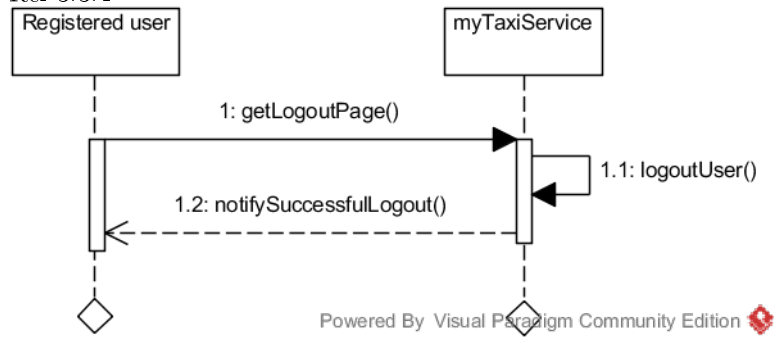 Registered user
myTaxiService
1: getLogoutPage()
1.1: logoutUser()
1.2: notifySuccessfulLogout()
Powered By Visual Paradigm Community Edition